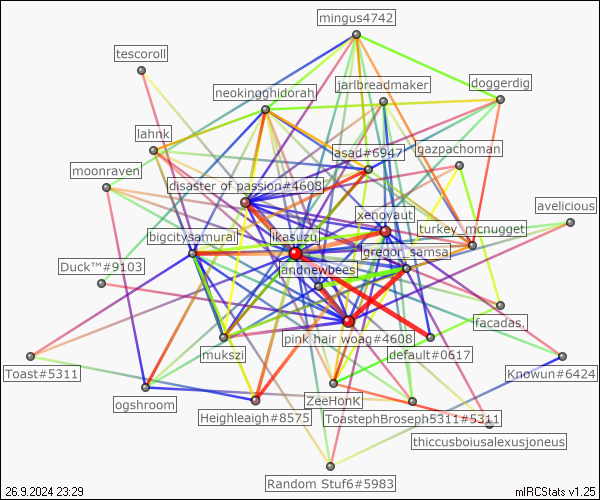 mingus4742
tescoroll
doggerdig
jarlbreadmaker
neokingghidorah
lahnk
gazpachoman
asad#6947
moonraven
disaster of passion#4608
avelicious
xenovaut
turkey_mcnugget
bigcitysamurai
likasuzu
gregor_samsa
Duck™#9103
andnewbees
facadas,
pink hair woag#4608
mukszi
default#0617
Toast#5311
Knowun#6424
ogshroom
ZeeHonK
Heighleaigh#8575
ToastephBroseph5311#5311
thiccusboiusalexusjoneus
Random Stuf6#5983
26.9.2024 23:29
mIRCStats v1.25